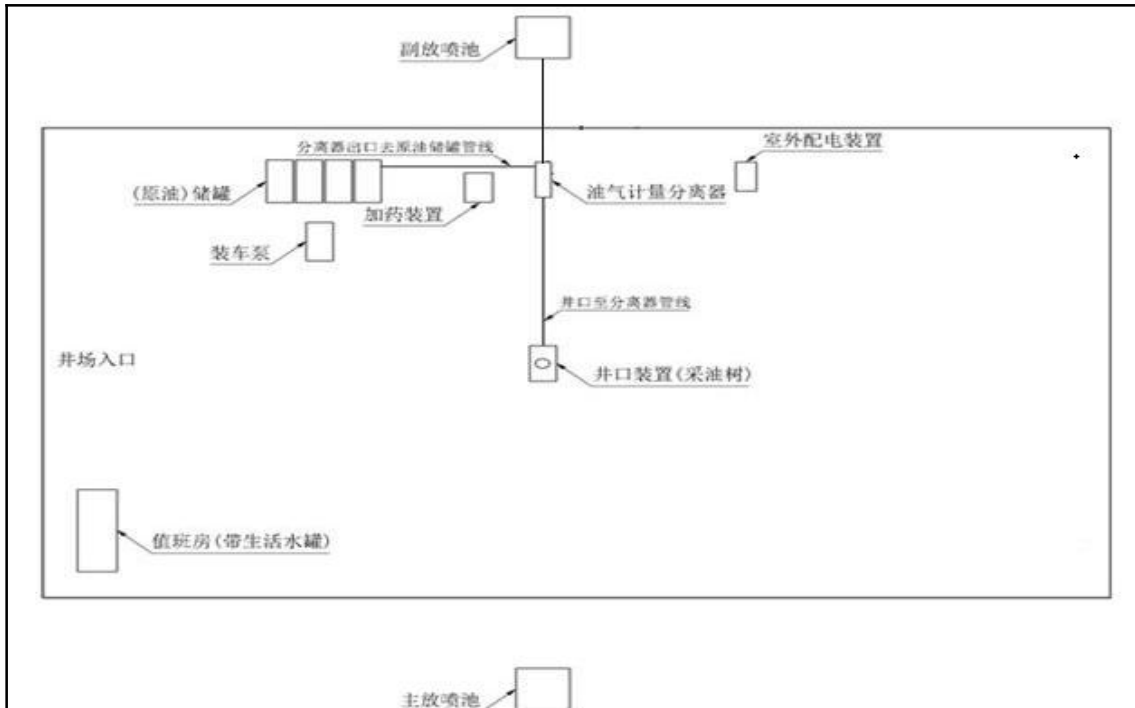 副放喷池
室外配电装置
分离器出口去原油储罐管线
(原油)储罐
加药装置
油气计量分离器
装车泵
井口至分离器管线
井场入口
井口装置(采油树)
值班房(带生活水罐)
主放喷池